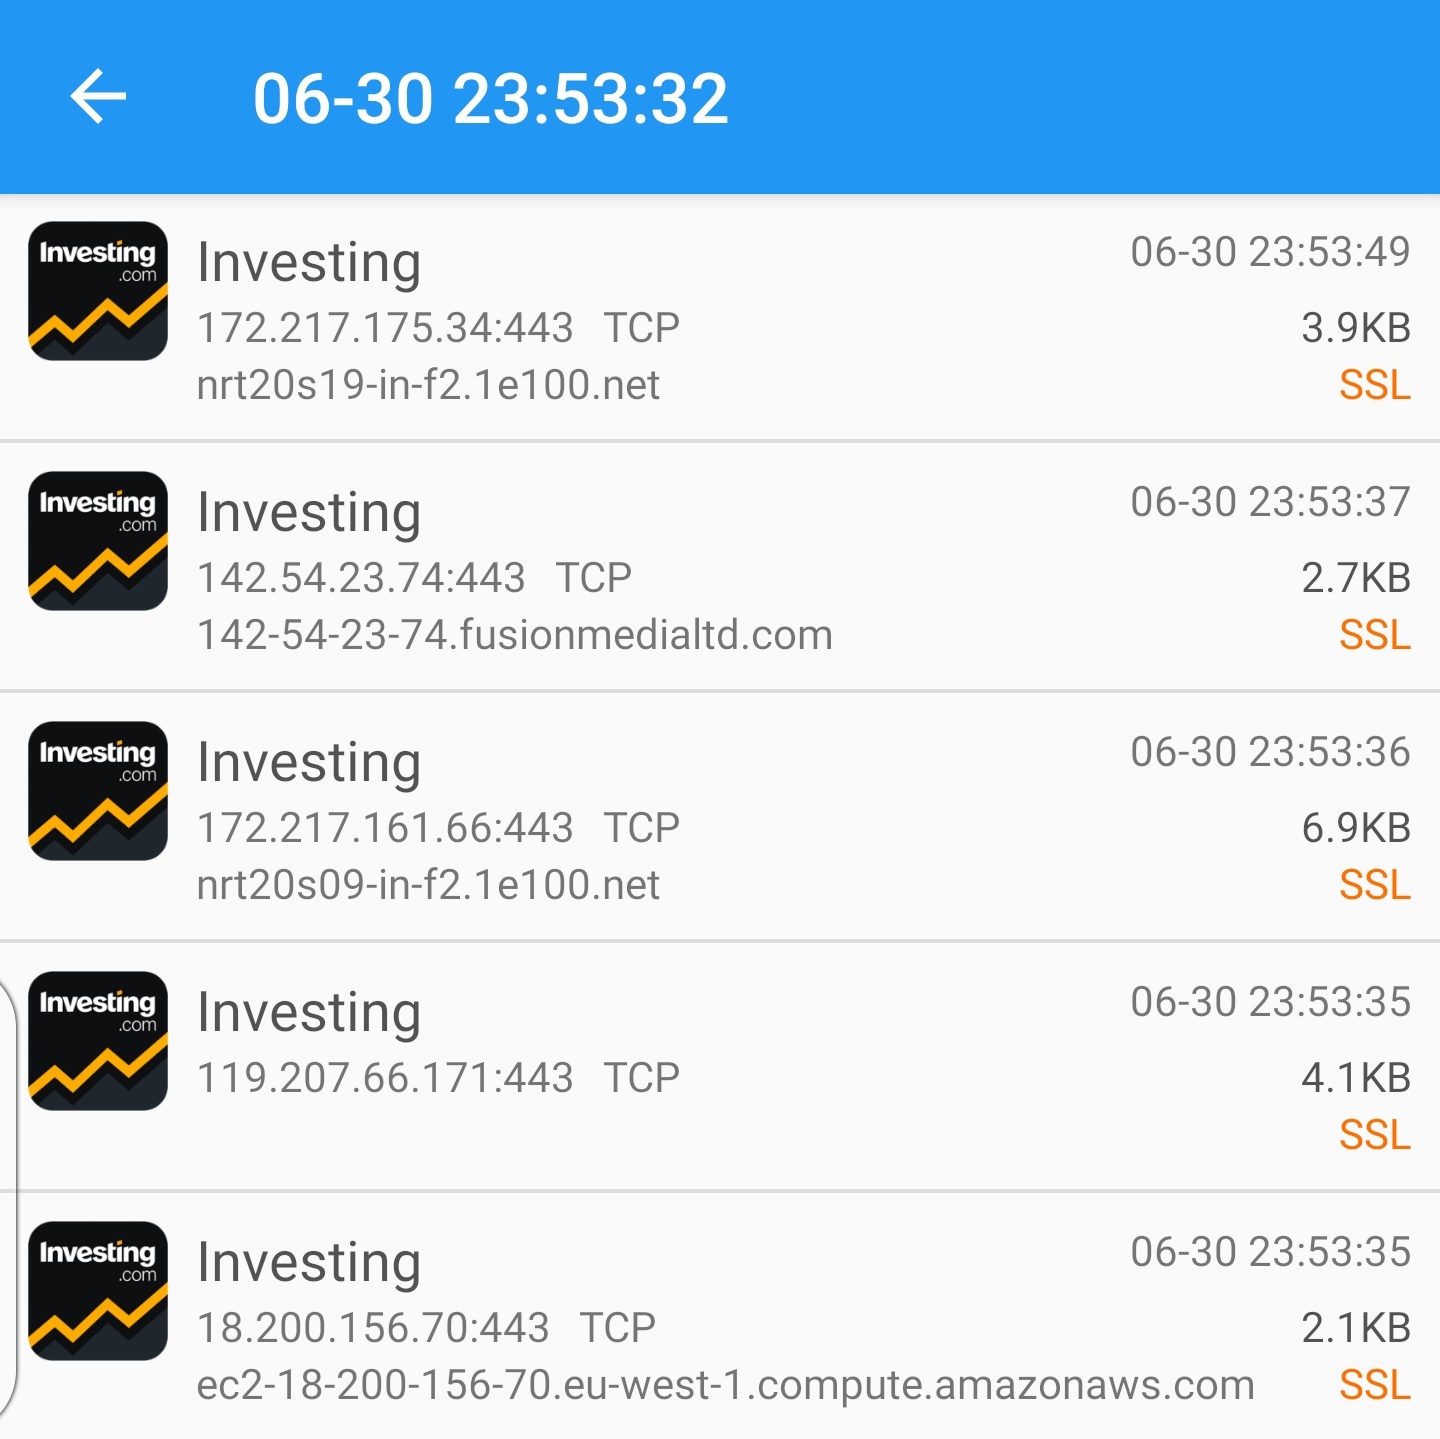 06-30 23:53:32
Investing
.com
Investing
06-30 23:53:49
172.217.175.34:443 TCP
3.9KB
nrt20s19-in-f2.1e100.net
SSL
Investing
.com
Investing
06-30 23:53:37
142.54.23.74:443 TCP
2.7KB
142-54-23-74.fusionmedialtd.com
SSL
Investing
.com
Investing
06-30 23:53:36
172.217.161.66:443 TCP
6.9KB
nrt20s09-in-f2.1e100.net
SSL
Investing
.com
Investing
06-30 23:53:35
119.207.66.171:443 TCP
4.1KB
SSL
Investing
.com
Investing
06-30 23:53:35
18.200.156.70:443 TCP
2.1KB
ec2-18-200-156-70.eu-west-1.compute.amazonaws.com
SSL